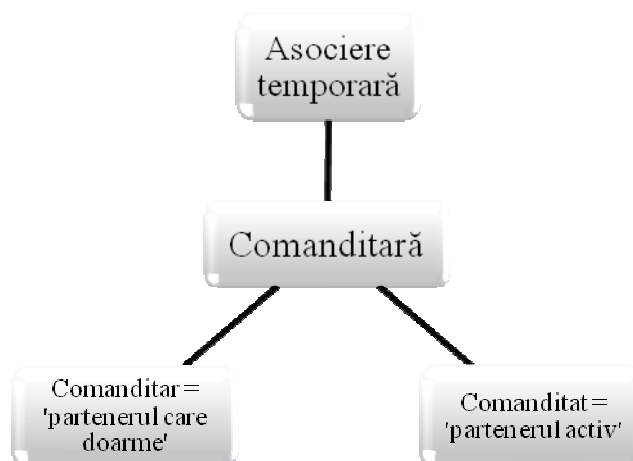 Asociere
temporară
Comanditară
Comanditar =
'partenerul care
doarme'
Comanditat =
'partenerul activ'